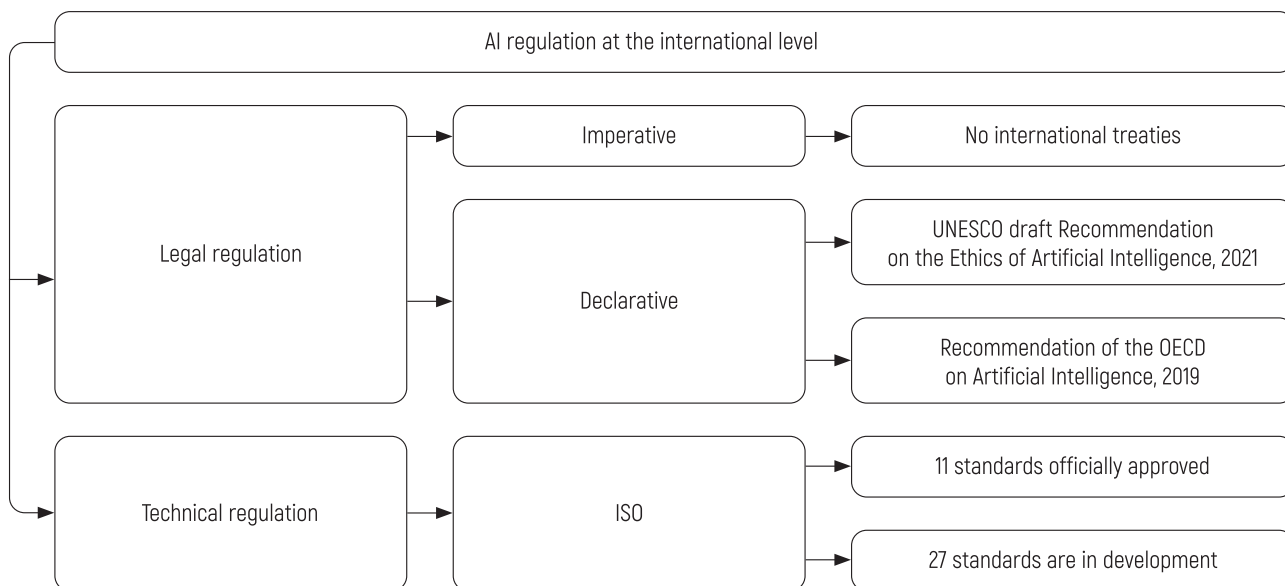 AI regulation at the international level
Legal regulation
Imperative
No international treaties
Declarative
UNESCO draft Recommendation
on the Ethics of Artificial Intelligence, 2021
Recommendation of the OECD
on Artificial Intelligence, 2019
Technical regulation
ISO
11 standards officially approved
27 standards are in development